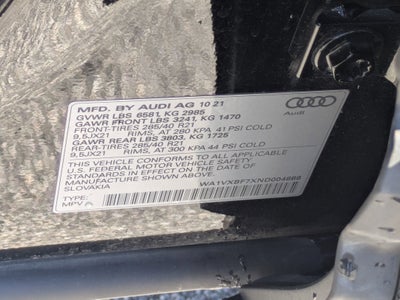 MFD. BY AUDI AG 10 21
GVWR LBS 6581, KG 2985
GAWR FRONT LBS 3241, KG 1470
FRONT-TIRES 285/40 R21
9,5JX21 RIMS, AT 280 KPA 41 PSI COLD
GAWR REAR LBS 3803, KG 1725
REAR-TIRES 285/40 R21
9,5JX21 RIMS, AT 300 KPA 44 PSI COLD
THIS VEHICLE CONFORMS TO ALL APPLICABLE
U.S. FEDERAL MOTOR VEHICLE SAFETY
STANDARDS IN EFFECT ON THE DATE OF
MANUFACTURE SHOWN ABOVE.
SLOVAKIA
TYPE:
MPV
Audi